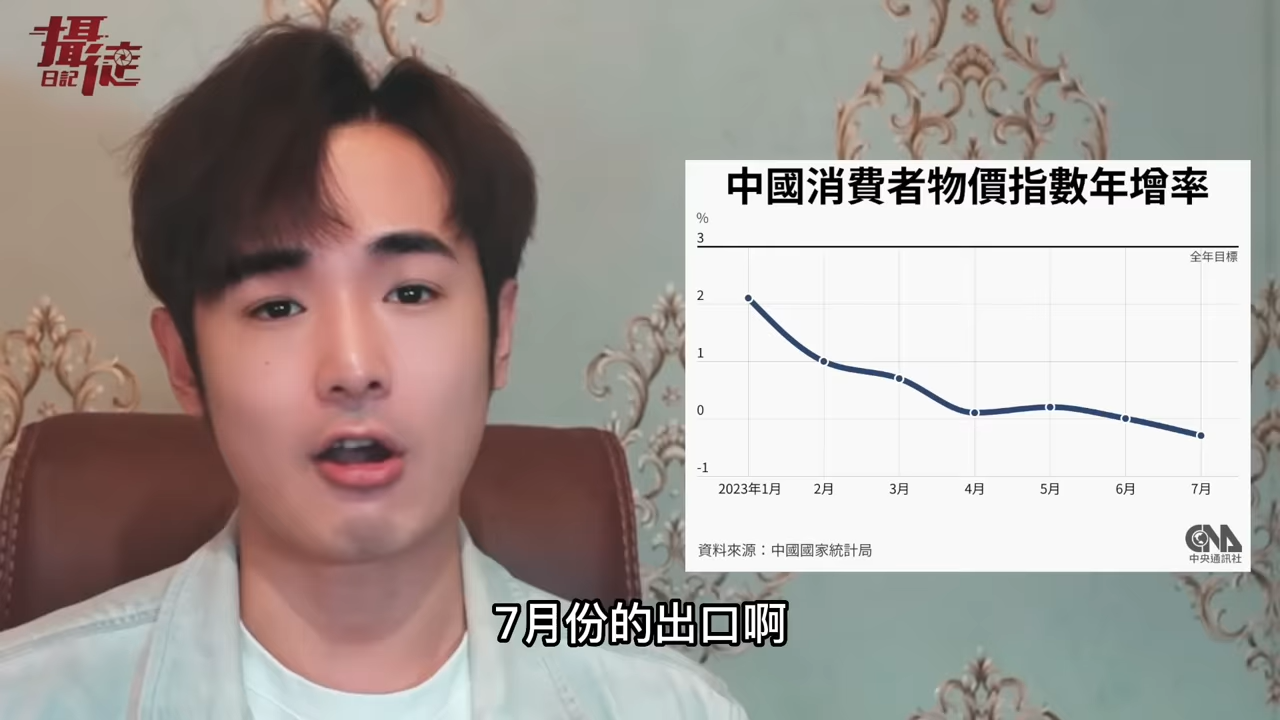 攝徒
日記
中國消費者物價指數年增率
%
3
全年目標
2
1
0
-1
2023年1月 2月 3月 4月 5月 6月 7月
資料來源：中國國家統計局
CNA
中央通訊社
7月份的出口啊